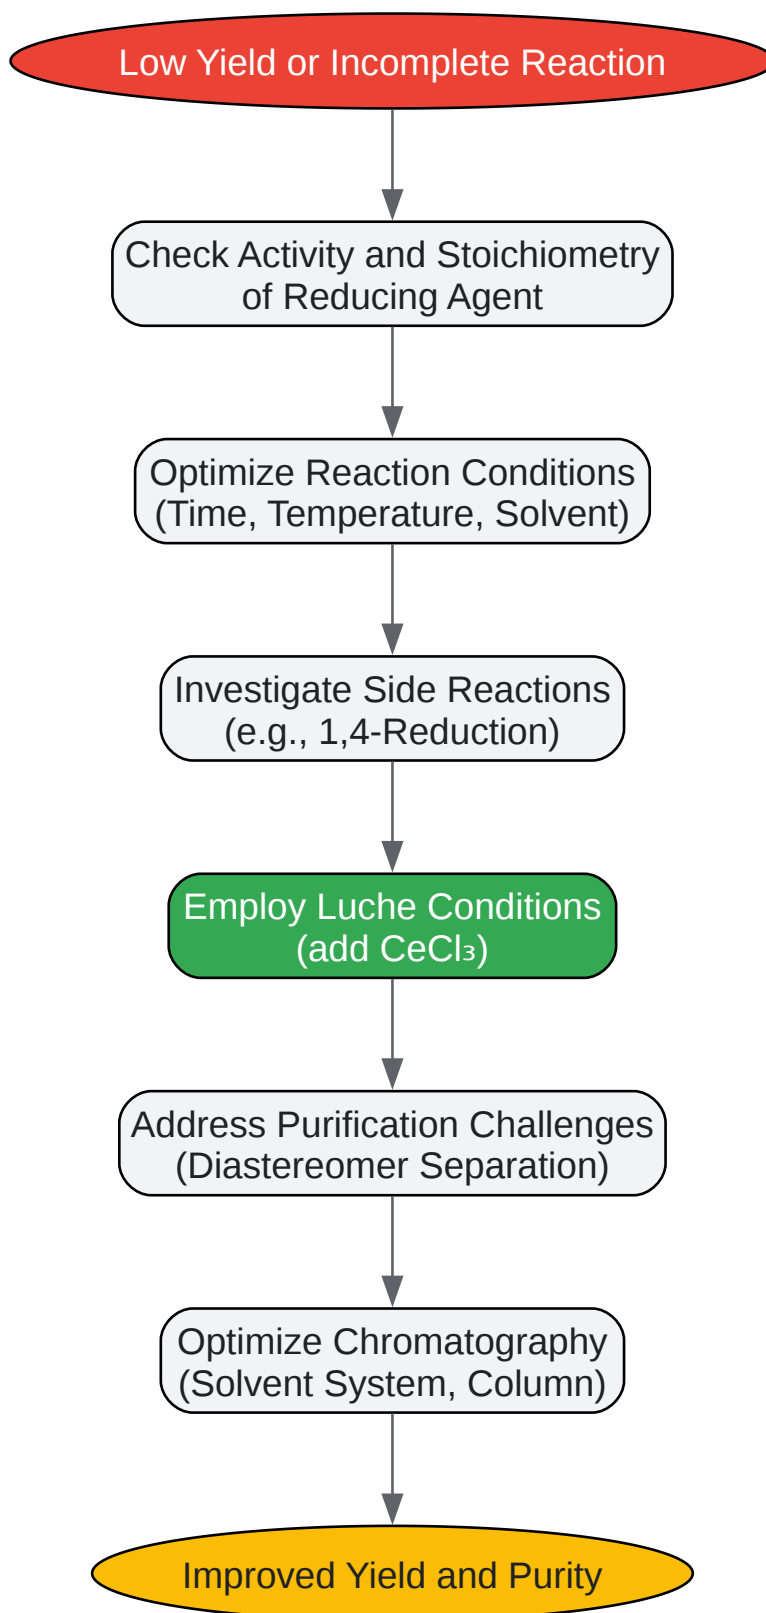 Low Yield or Incomplete Reaction
Check Activity and Stoichiometry
of Reducing Agent
Optimize Reaction Conditions
(Time, Temperature, Solvent)
Investigate Side Reactions
(e.g., 1,4-Reduction)
Employ Luche Conditions
(add CeCl₃)
Address Purification Challenges
(Diastereomer Separation)
Optimize Chromatography
(Solvent System, Column)
Improved Yield and Purity